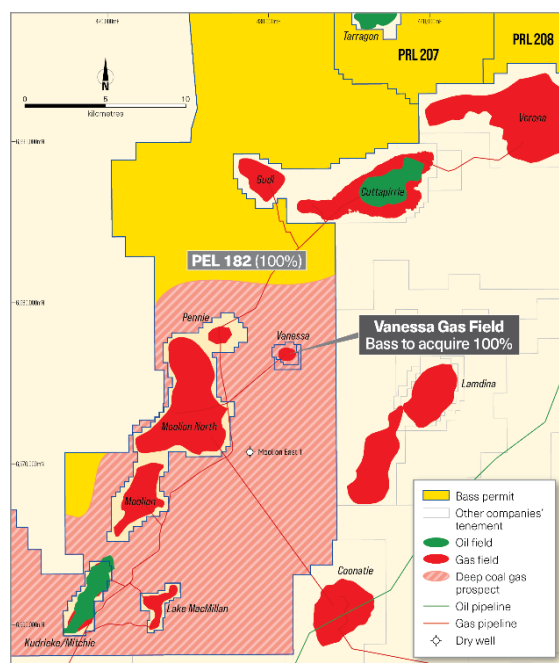 Tarragon
PRL 207
PRL 208
N
0
5
10
kilometres
Verona
Sudi
Cuttapirrie
PEL 182 (100%)
Pennie
Vanessa
Vanessa Gas Field
Bass to acquire 100%
Lamdina
Moolion North
Moolion East 1
Moolion
Coonatie
Lake MacMillan
Kudrieke/Mitchie
Bass permit
Other companies'
tenement
Oil field
Gas field
Deep coal gas
prospect
Oil pipeline
Gas pipeline
Dry well